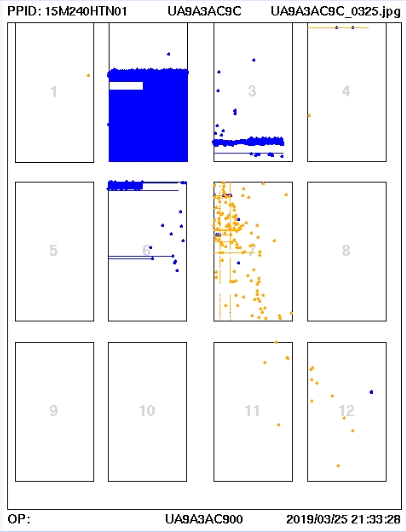 PPID: 15M240HTN01 UA9A3AC9C UA9A3AC9C_0325.jpg
1 3 4
5 6 7 8
9 10 11 12
OP: UA9A3AC900 2019/03/25 21:33:28